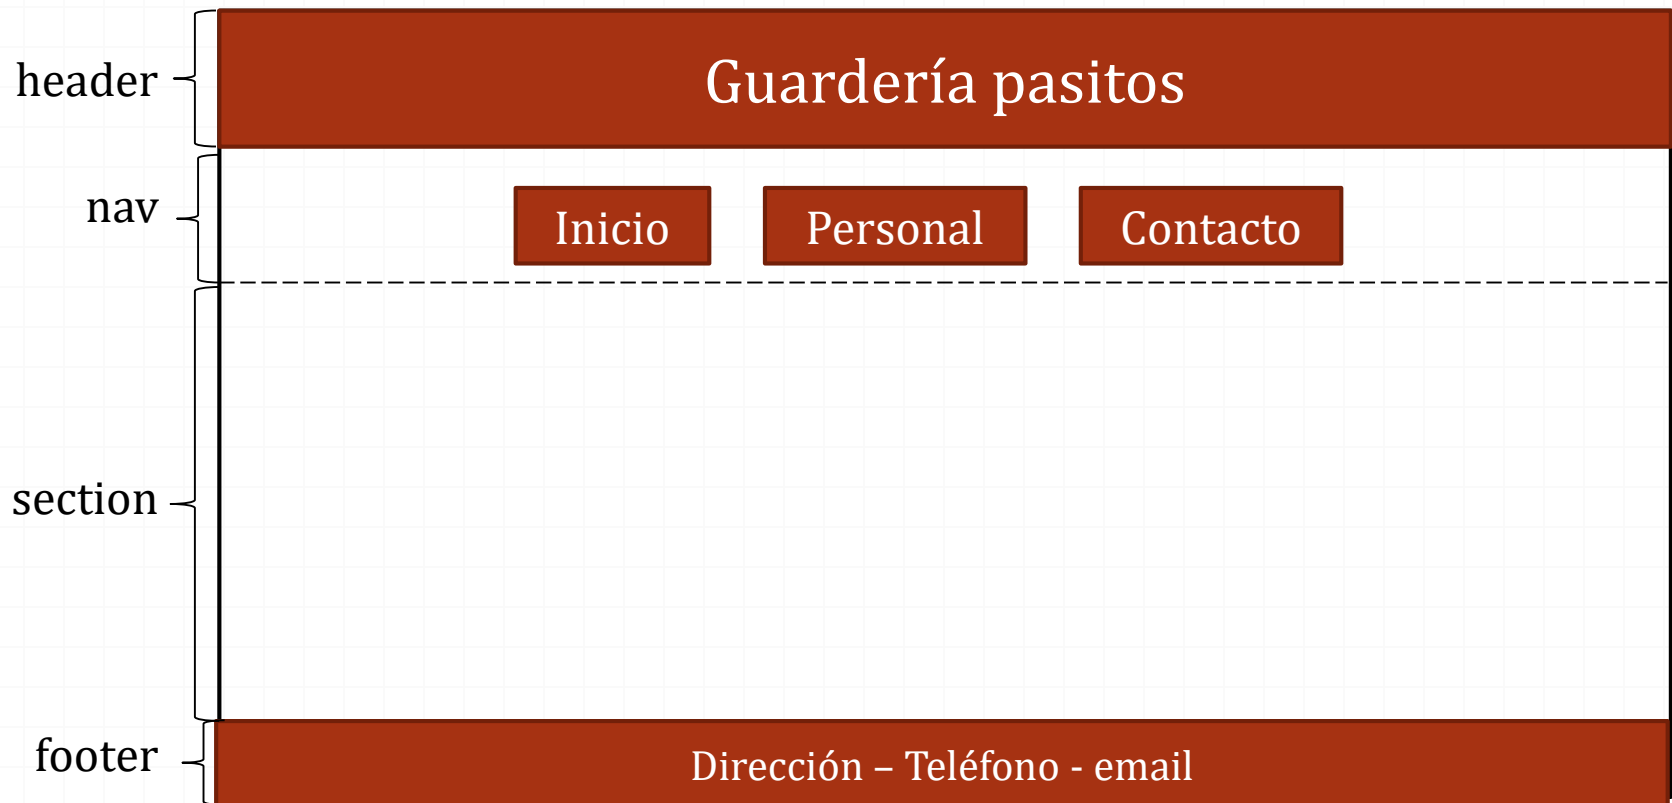 header
Guardería pasitos
nav
Inicio
Personal
Contacto
section
footer
Dirección – Teléfono - email